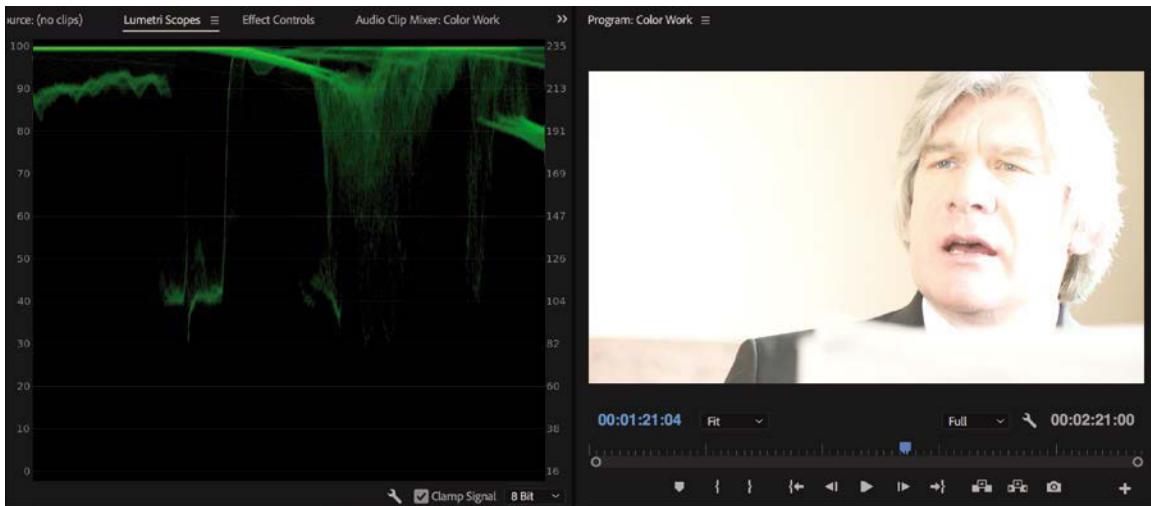 urce: (no clips) Lumetri Scopes Effect Controls Audio Clip Mixer: Color Work
100 235
90 213
80 191
70 169
60 147
50 126
40 104
30 82
20 60
10 38
0 16
Clamp Signal 8 Bit
Program: Color Work
00:01:21:04 Fit Full 00:02:21:00